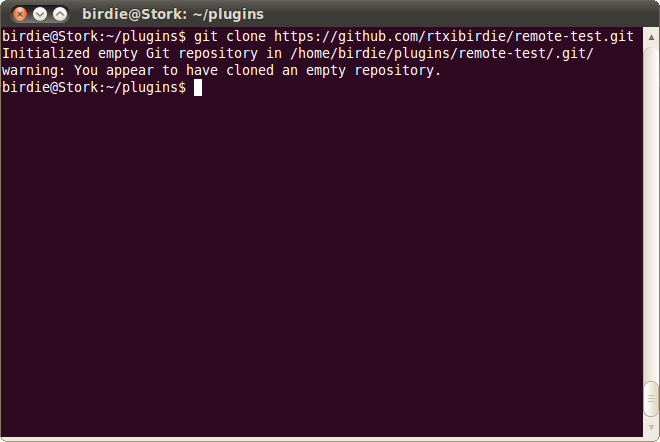 birdie@Stork: ~/plugins
birdie@Stork:~/plugins$ git clone https://github.com/rtxibirdie/remote-test.git
Initialized empty Git repository in /home/birdie/plugins/remote-test/.git/
warning: You appear to have cloned an empty repository.
birdie@Stork:~/plugins$